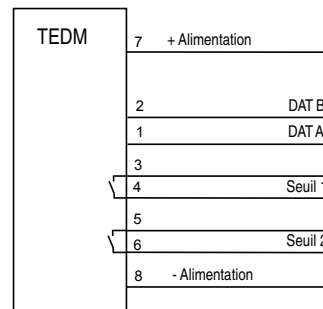 TEDM
7 + Alimentation
2 DAT B
1 DAT A
3
4 Seuil 1
5
6 Seuil 2
8 - Alimentation